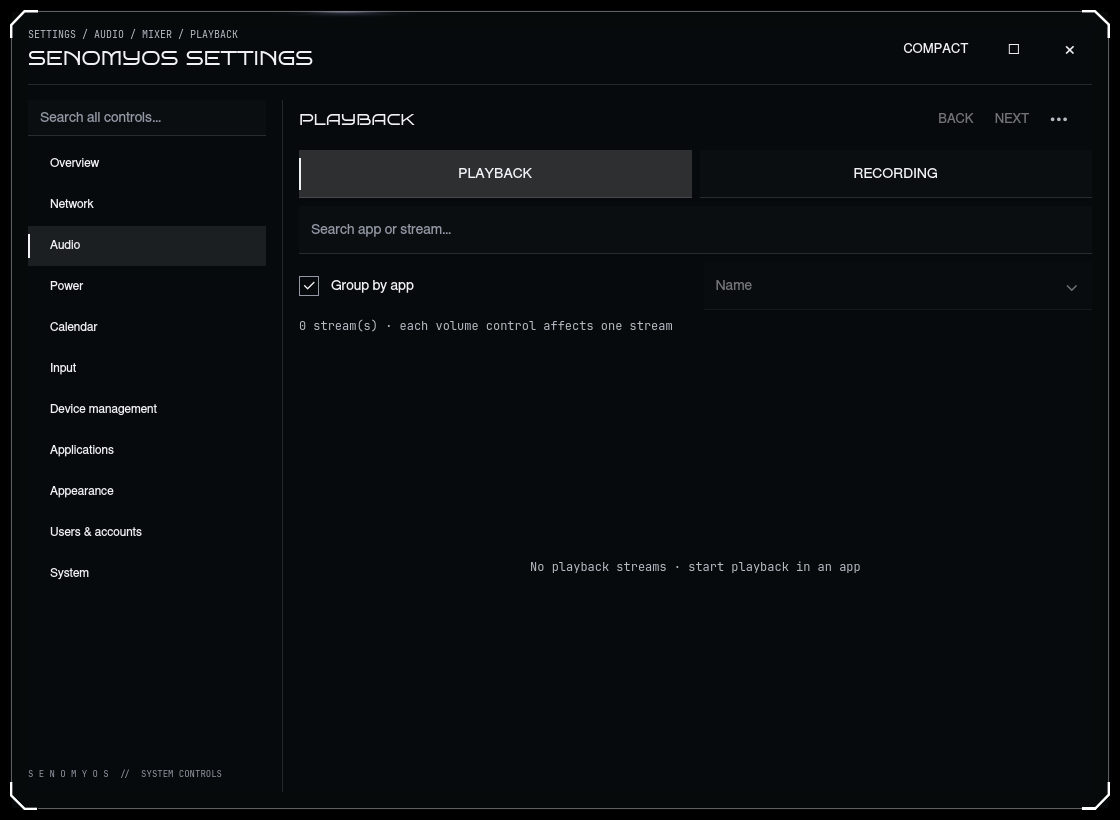 SETTINGS / AUDIO / MIXER / PLAYBACK
SENOMYOS SETTINGS
COMPACT
Search all controls...
Overview
Network
Audio
Power
Calendar
Input
Device management
Applications
Appearance
Users & accounts
System
SENOMYOS // SYSTEM CONTROLS
PLAYBACK
BACK
NEXT
PLAYBACK
RECORDING
Search app or stream...
Group by app
Name
0 stream(s) · each volume control affects one stream
No playback streams · start playback in an app